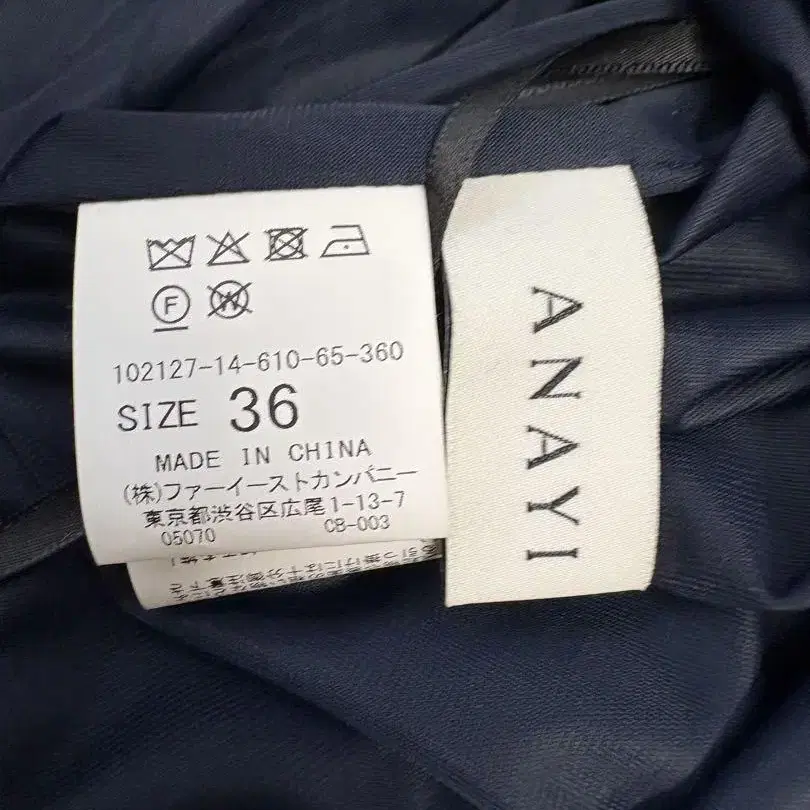 F
W
102127-14-610-65-360
SIZE 36
MADE IN CHINA
(株)ファーイーストカンパニー
東京都渋谷区広尾1-13-7
05070 CB-003
ANAYI